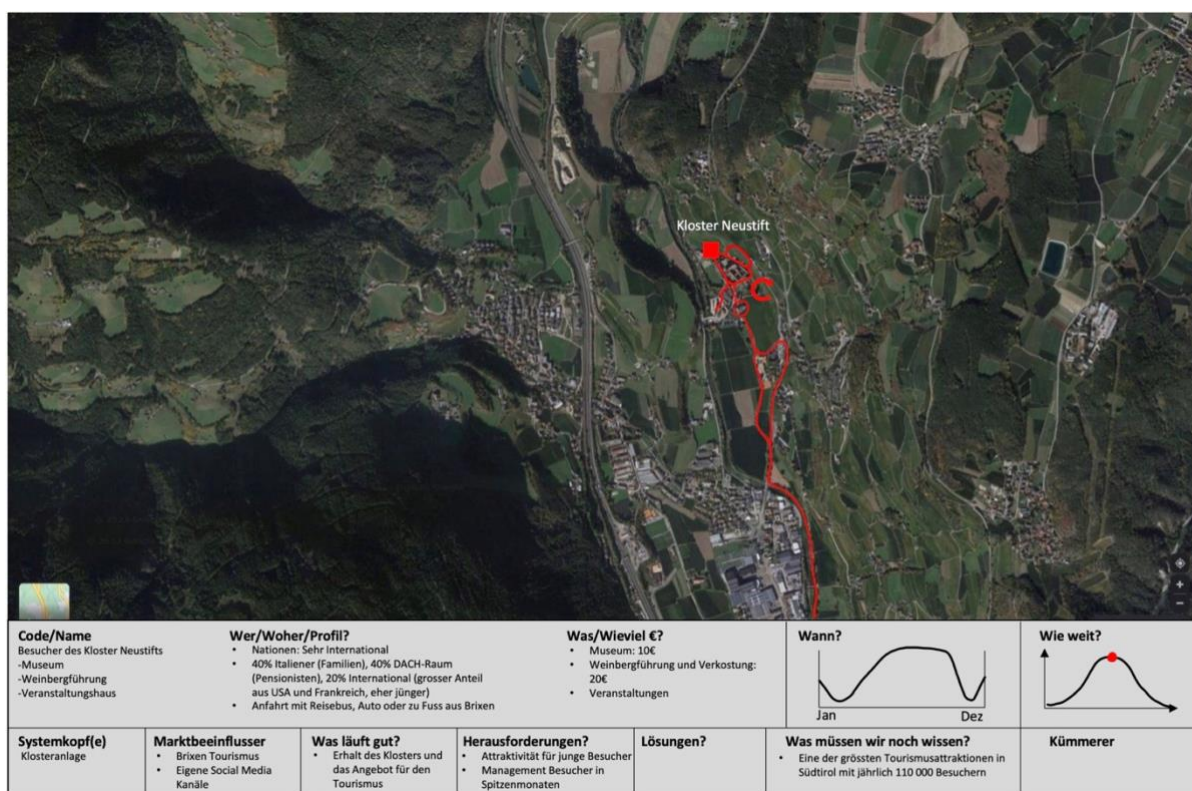 Kloster Neustift
Code/Name
Besucher des Kloster Neustifts
-Museum
-Weinbergführung
-Veranstaltungshaus
Wer/Woher/Profil?
• Nationen: Sehr International
• 40% Italiener (Familien), 40% DACH-Raum
(Pensionisten), 20% International (grosser Anteil
aus USA und Frankreich, eher jünger)
• Anfahrt mit Reisebus, Auto oder zu Fuss aus Brixen
Was/Wieviel €?
• Museum: 10€
• Weinbergführung und Verkostung:
20€
• Veranstaltungen
Wann?
Jan
Dez
Wie weit?
Systemkopf(e)
Klosteranlage
Marktbeeinflusser
• Brixen Tourismus
• Eigene Social Media
Kanäle
Was läuft gut?
• Erhalt des Klosters und
das Angebot für den
Tourismus
Herausforderungen?
• Attraktivität für junge Besucher
• Management Besucher in
Spitzenmonaten
Lösungen?
Was müssen wir noch wissen?
• Eine der grössten Tourismusattraktionen in
Südtirol mit jährlich 110 000 Besuchern
Kümmerer